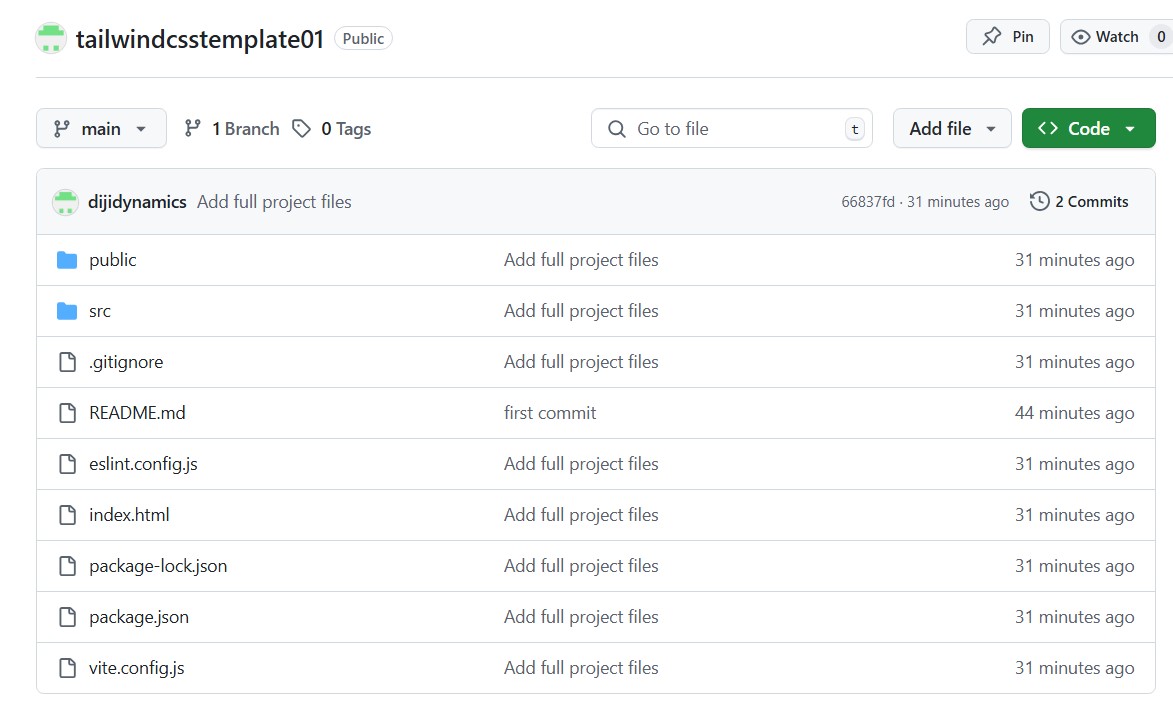 tailwindcsstemplate01 Public Pin Watch 0
main 1 Branch 0 Tags Go to file t Add file Code
dijidynamics Add full project files 66837fd · 31 minutes ago 2 Commits
public Add full project files 31 minutes ago
src Add full project files 31 minutes ago
.gitignore Add full project files 31 minutes ago
README.md first commit 44 minutes ago
eslint.config.js Add full project files 31 minutes ago
index.html Add full project files 31 minutes ago
package-lock.json Add full project files 31 minutes ago
package.json Add full project files 31 minutes ago
vite.config.js Add full project files 31 minutes ago